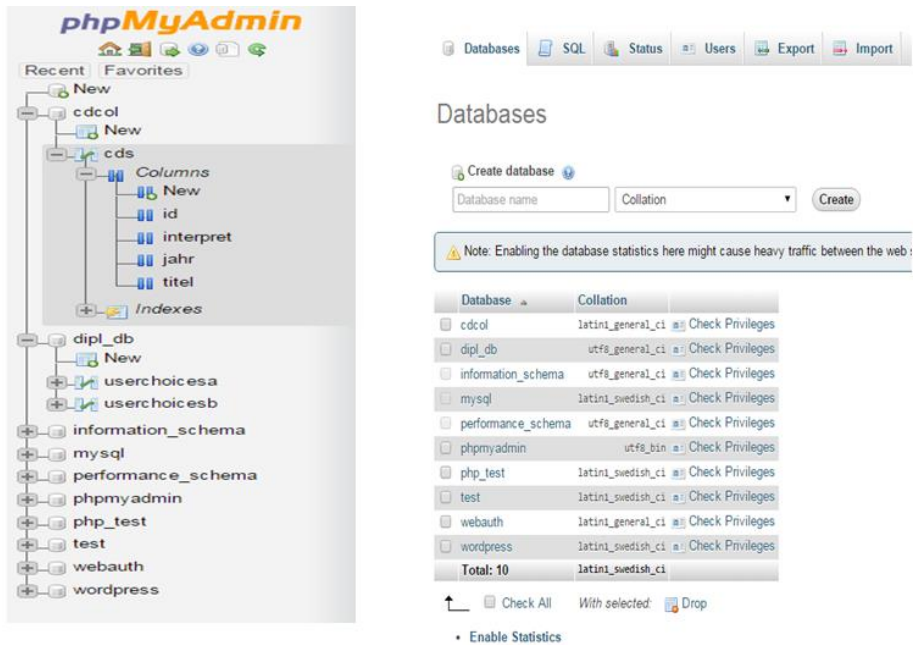 phpMyAdmin
Recent Favorites
New
cdcol
New
cds
Columns
New
id
interpret
jahr
titel
Indexes
dipl_db
New
userchoicesa
userchoicesb
information_schema
mysql
performance_schema
phpmyadmin
php_test
test
webauth
wordpress
Databases SQL Status Users Export Import
Databases
Create database
Database name Collation Create
Note: Enabling the database statistics here might cause heavy traffic between the web
Database Collation
cdcol latin1_general_ci Check Privileges
dipl_db utf8_general_ci Check Privileges
information_schema utf8_general_ci Check Privileges
mysql latin1_swedish_ci Check Privileges
performance_schema utf8_general_ci Check Privileges
phpmyadmin utf8_bin Check Privileges
php_test latin1_swedish_ci Check Privileges
test latin1_swedish_ci Check Privileges
webauth latin1_general_ci Check Privileges
wordpress latin1_swedish_ci Check Privileges
Total: 10 latin1_swedish_ci
Check All With selected: Drop
• Enable Statistics